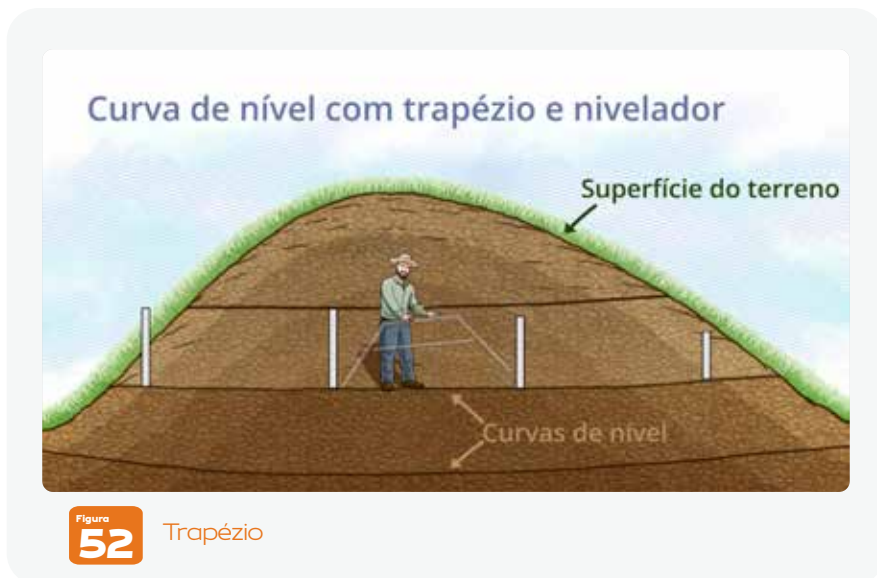 Curva de nível com trapézio e nivelador
Superfície do terreno
Curvas de nível
Figura
52
Trapézio